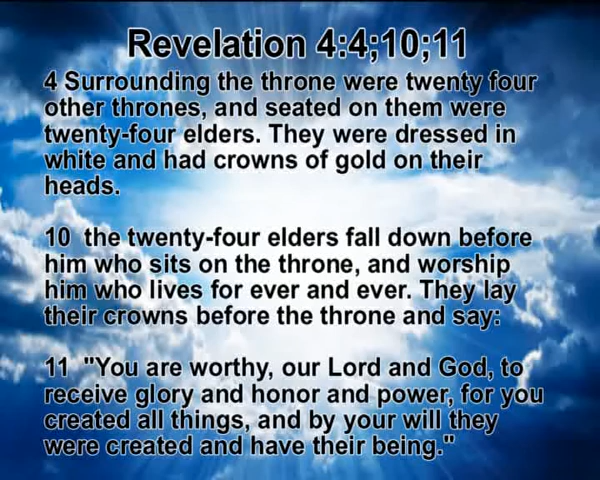 Revelation 4:4;10;11
4 Surrounding the throne were twenty four
other thrones, and seated on them were
twenty-four elders. They were dressed in
white and had crowns of gold on their
heads.
10 the twenty-four elders fall down before
him who sits on the throne, and worship
him who lives for ever and ever. They lay
their crowns before the throne and say:
11 "You are worthy, our Lord and God, to
receive glory and honor and power, for you
created all things, and by your will they
were created and have their being."